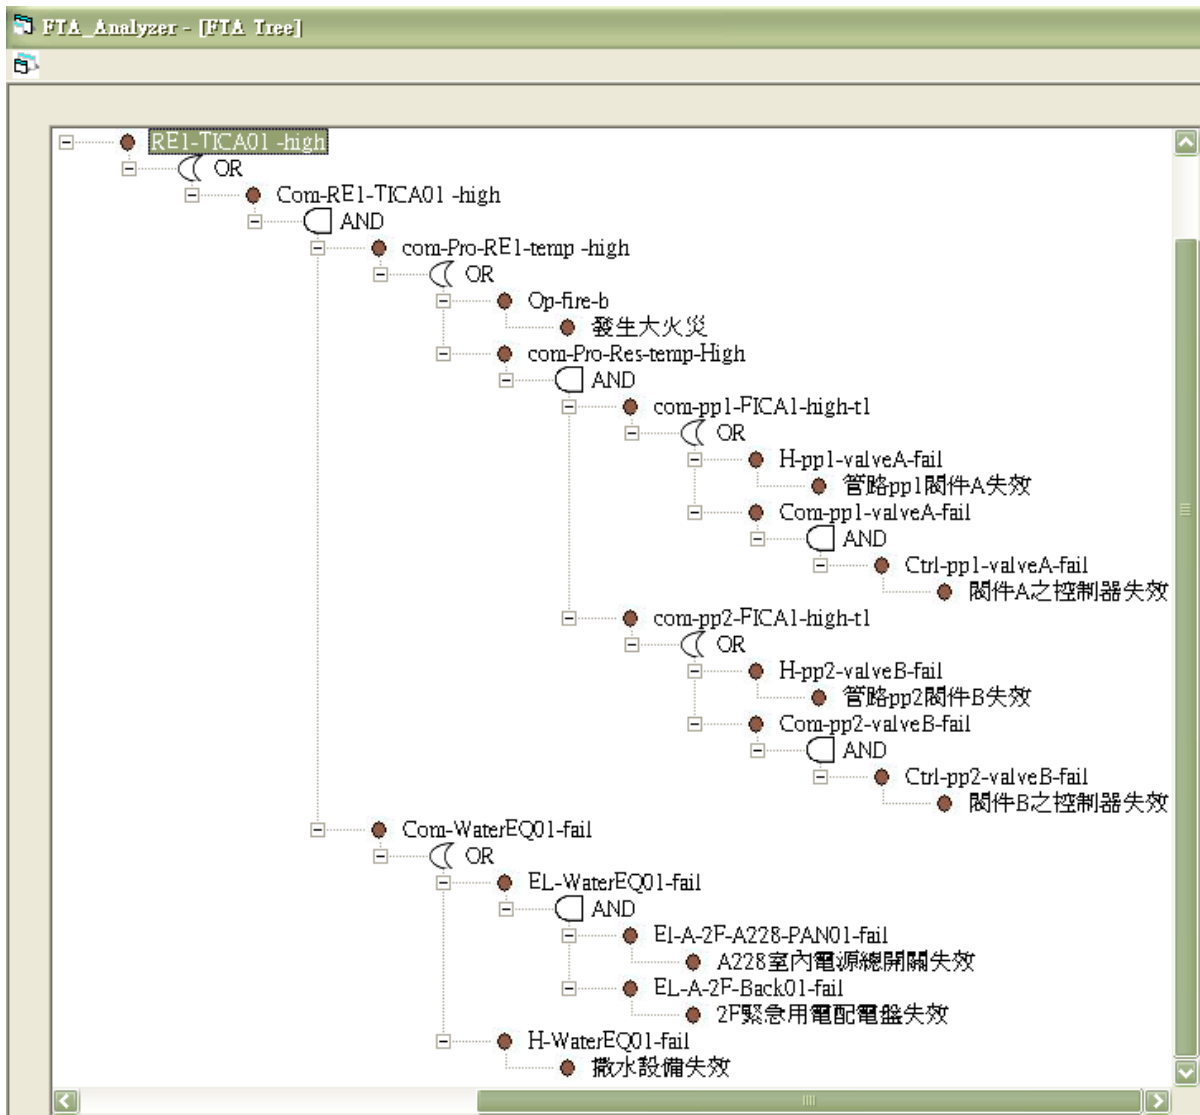 FTA_Analyzer - [FTA Tree]
RE1-TICA01 -high
OR
Com-RE1-TICA01 -high
AND
com-Pro-RE1-temp -high
OR
Op-fire-b
發生大火災
com-Pro-Res-temp-High
AND
com-pp1-FICA1-high-t1
OR
H-pp1-valveA-fail
管路pp1閥件A失效
Com-pp1-valveA-fail
AND
Ctrl-pp1-valveA-fail
閥件A之控制器失效
com-pp2-FICA1-high-t1
OR
H-pp2-valveB-fail
管路pp2閥件B失效
Com-pp2-valveB-fail
AND
Ctrl-pp2-valveB-fail
閥件B之控制器失效
Com-WaterEQ01-fail
OR
EL-WaterEQ01-fail
AND
El-A-2F-A228-PAN01-fail
A228室內電源總開關失效
EL-A-2F-Back01-fail
2F緊急用電配電盤失效
H-WaterEQ01-fail
撒水設備失效